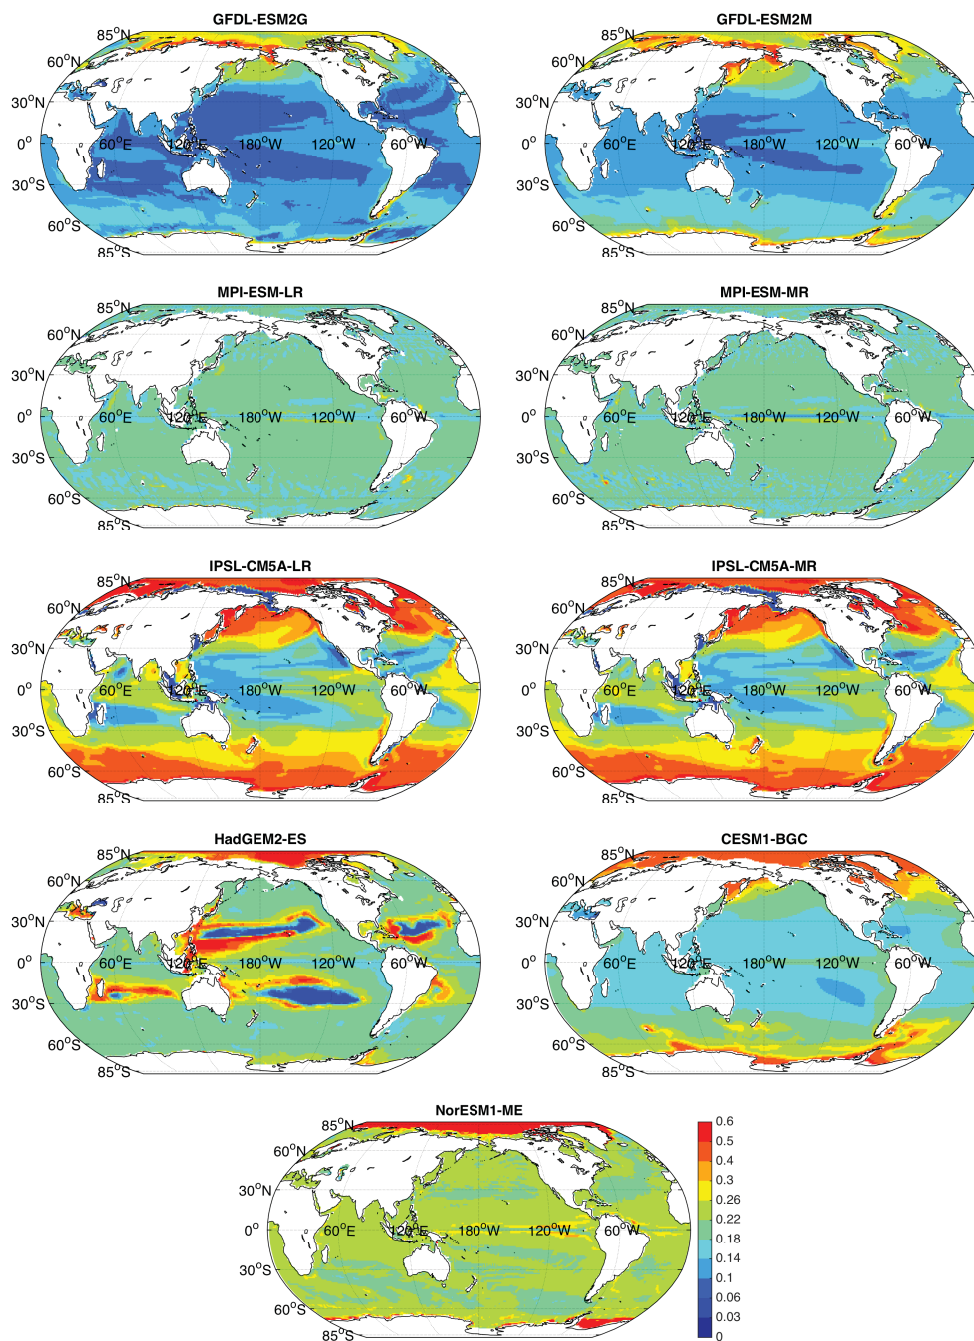 GFDL-ESM2G
85°N
60°N
30°N
0°
30°S
60°S
85°S
60°E
120°E
180°W
120°W
60°W
GFDL-ESM2M
85°N
60°N
30°N
0°
30°S
60°S
85°S
60°E
120°E
180°W
120°W
60°W
MPI-ESM-LR
85°N
60°N
30°N
0°
30°S
60°S
85°S
60°E
120°E
180°W
120°W
60°W
MPI-ESM-MR
85°N
60°N
30°N
0°
30°S
60°S
85°S
60°E
120°E
180°W
120°W
60°W
IPSL-CM5A-LR
85°N
60°N
30°N
0°
30°S
60°S
85°S
60°E
120°E
180°W
120°W
60°W
IPSL-CM5A-MR
85°N
60°N
30°N
0°
30°S
60°S
85°S
60°E
120°E
180°W
120°W
60°W
HadGEM2-ES
85°N
60°N
30°N
0°
30°S
60°S
85°S
60°E
120°E
180°W
120°W
60°W
CESM1-BGC
85°N
60°N
30°N
0°
30°S
60°S
85°S
60°E
120°E
180°W
120°W
60°W
NorESM1-ME
85°N
60°N
30°N
0°
30°S
60°S
85°S
60°E
120°E
180°W
120°W
60°W
0.6
0.5
0.4
0.3
0.26
0.22
0.18
0.14
0.1
0.06
0.03
0